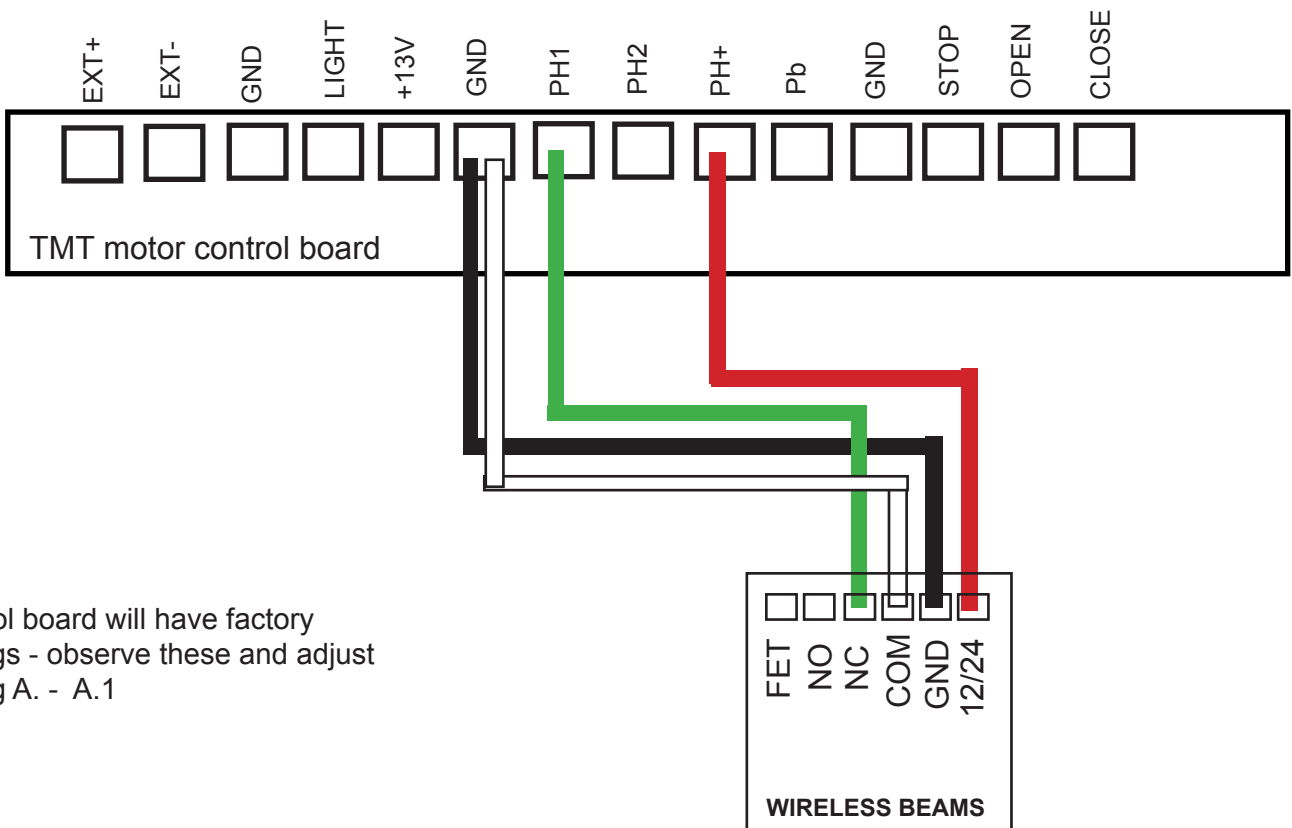 EXT+
EXT-
GND
LIGHT
+13V
GND
PH1
PH2
PH+
Pb
GND
STOP
OPEN
CLOSE
TMT motor control board
ol board will have factory
gs - observe these and adjust
g A. - A.1
FET
NO
NC
COM
GND
12/24
WIRELESS BEAMS